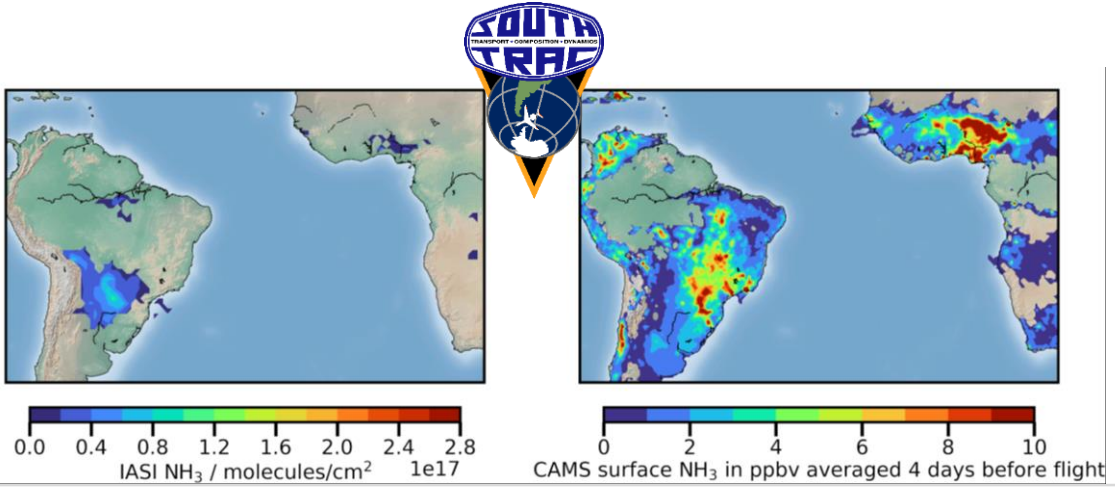 SOUTH
TRANSPORT • COMPOSITION • DYNAMICS
TRAC
0.0 0.4 0.8 1.2 1.6 2.0 2.4 2.8
IASI NH₃ / molecules/cm² 1e17
0 2 4 6 8 10
CAMS surface NH₃ in ppbv averaged 4 days before flight